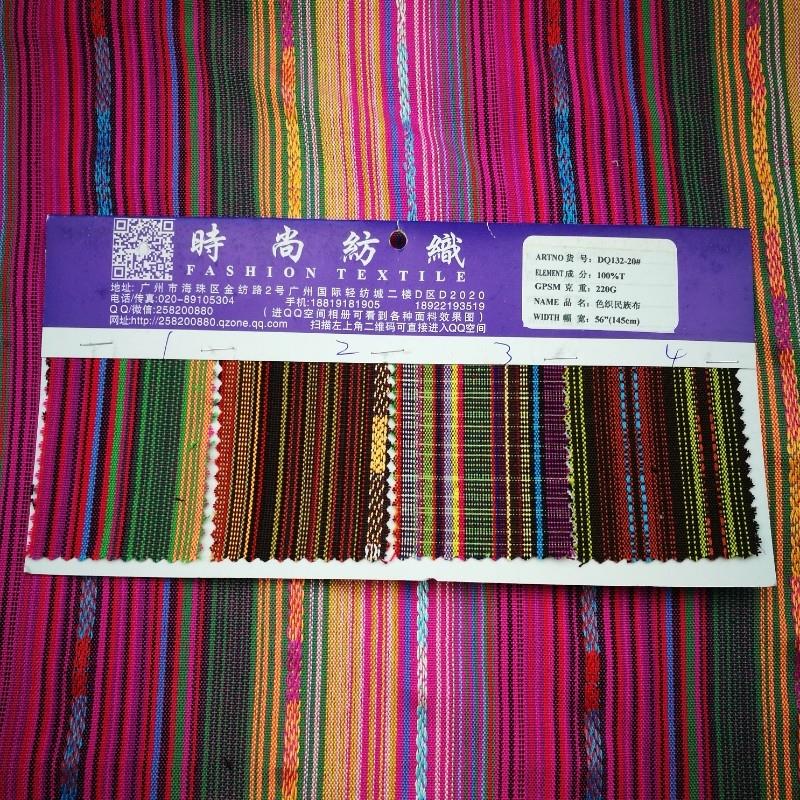 時尚紡織
FASHION TEXTILE
地址: 广州市海珠区金纺路2号广州国际轻纺城二楼D区D2020
电话/传真:020-89105304 手机:18819181905 18922193519
QQ/微信:258200880 (进QQ空间相册可看到各种面料效果图)
网址:http://258200880.qzone.qq.com 扫描左上角二维码可直接进入QQ空间
ARTNO 货 号: DQ132-20#
ELEMENT 成 分: 100%T
GPSM 克 重: 220G
NAME 品 名: 色织民族布
WIDTH 幅 宽: 56"(145cm)
1 2 3 4